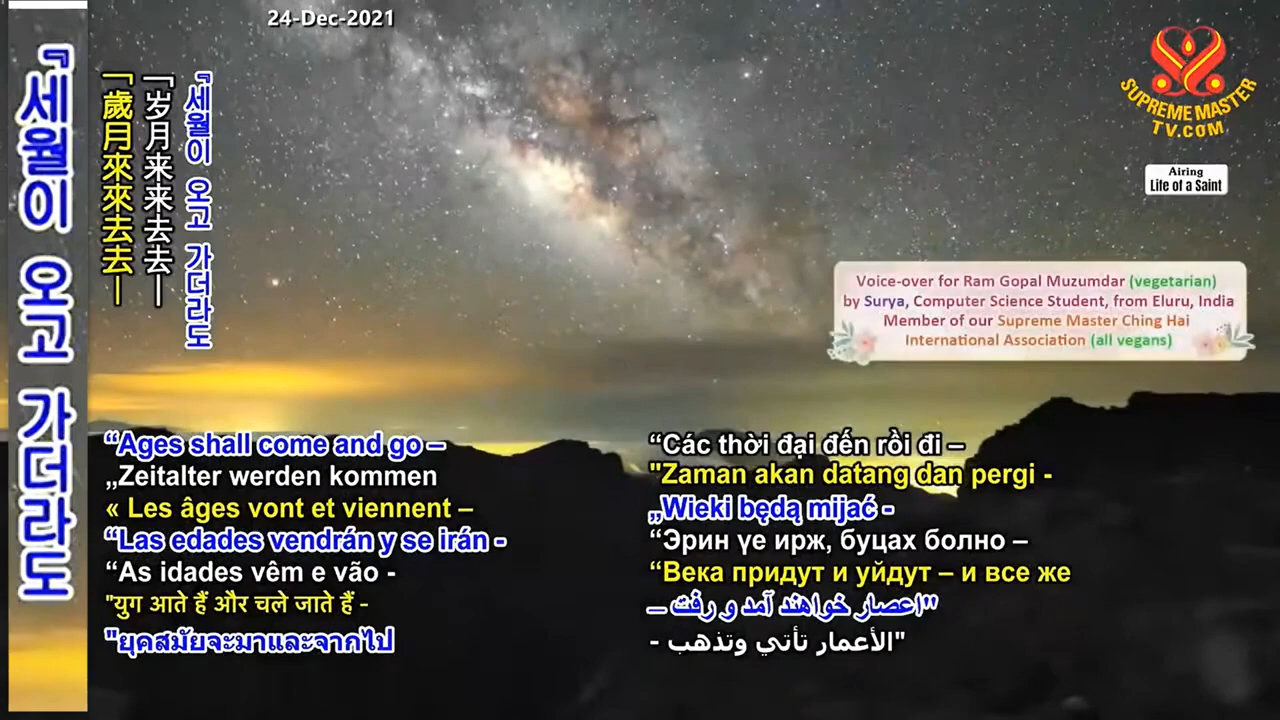 24-Dec-2021
『세월이 오고 가더라도
「歲月來來去去—
「岁月来来去去—
『세월이 오고 가더라도
SUPREME MASTER
TV.COM
Airing
Life of a Saint
Voice-over for Ram Gopal Muzumdar (vegetarian)
by Surya, Computer Science Student, from Eluru, India
Member of our Supreme Master Ching Hai
International Association (all vegans)
“Ages shall come and go –
„Zeitalter werden kommen
« Les âges vont et viennent –
“Las edades vendrán y se irán -
“As idades vêm e vão -
"युग आते हैं और चले जाते हैं -
"ยุคสมัยจะมาและจากไป
“Các thời đại đến rồi đi –
"Zaman akan datang dan pergi -
„Wieki będą mijać -
“Эрин үе ирж, буцах болно –
“Века придут и уйдут – и все же
"اعصار خواهند آمد و رفت –
"الأعمار تأتي وتذهب -